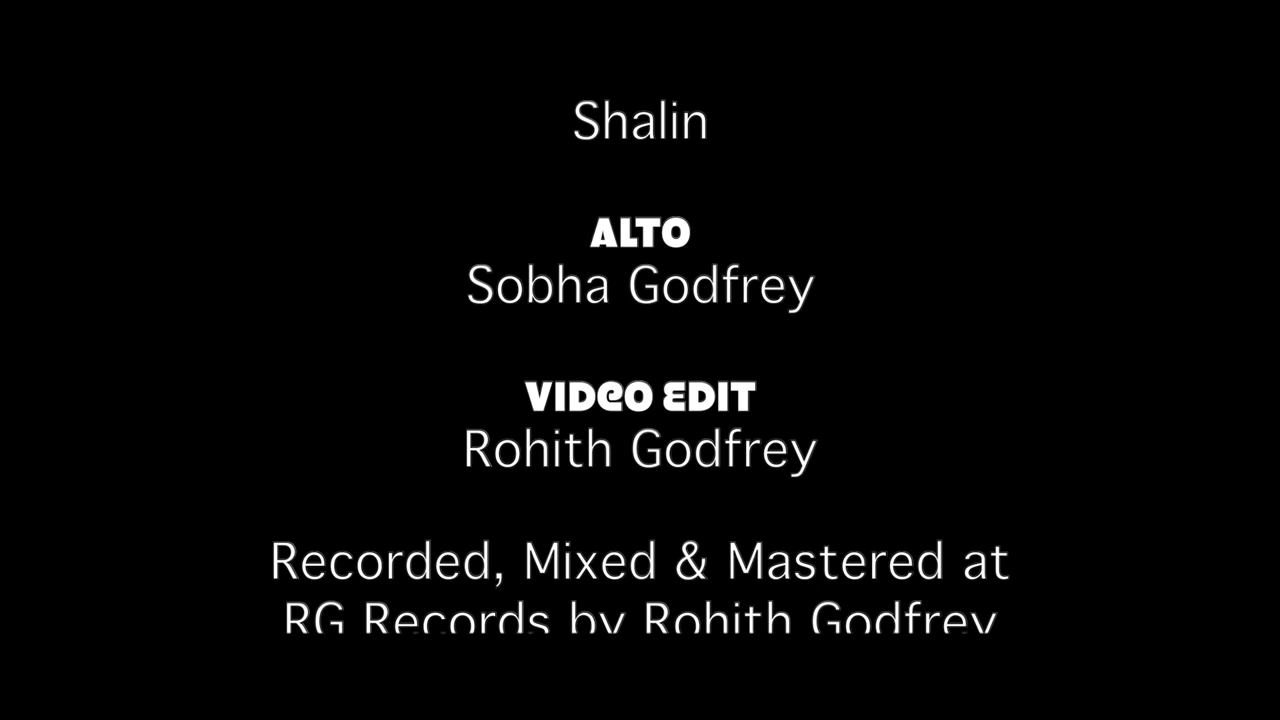 Shalin
ALTO
Sobha Godfrey
VIDEO EDIT
Rohith Godfrey
Recorded, Mixed & Mastered at
RG Records by Rohith Godfrey